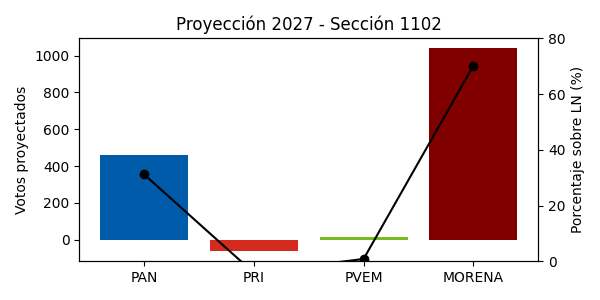 Proyección 2027 - Sección 1102
Votos proyectados
1000
800
600
400
200
0
80
60
40
20
0
Porcentaje sobre LN (%)
PAN PRI PVEM MORENA